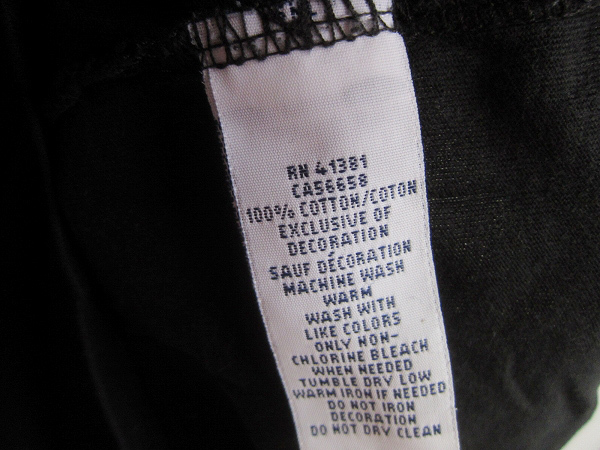 RN 41381
CA56658
100% COTTON/COTON
EXCLUSIVE OF
DECORATION
SAUF DÉCORATION
MACHINE WASH
WARM
WASH WITH
LIKE COLORS
ONLY NON-
CHLORINE BLEACH
WHEN NEEDED
TUMBLE DRY LOW
WARM IRON IF NEEDED
DO NOT IRON
DECORATION
DO NOT DRY CLEAN